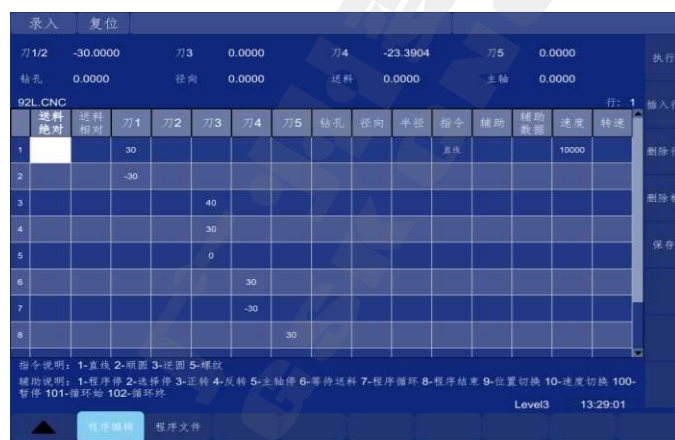 录入 复位
刀1/2 -30.0000 刀3 0.0000 刀4 -23.3904 刀5 0.0000
钻孔 0.0000 径向 0.0000 送料 0.0000 主轴 0.0000
执行
92L.CNC 行: 1
插入行
送料绝对 送料相对 刀1 刀2 刀3 刀4 刀5 钻孔 径向 半径 指令 辅助 辅助数据 速度 转速
1 30 直线 10000
删除行
2 -30
3 40
删除
4 30
5 0
保存
6 30
7 -30
8 30
指令说明: 1-直线 2-顺圆 3-逆圆 5-螺纹
辅助说明: 1-程序停 2-选择停 3-正转 4-反转 5-主轴停 6-等待送料 7-程序循环 8-程序结束 9-位置切换 10-速度切换 100-
暂停 101-循环始 102-循环终
Level3 13:29:01
程序编辑 程序文件